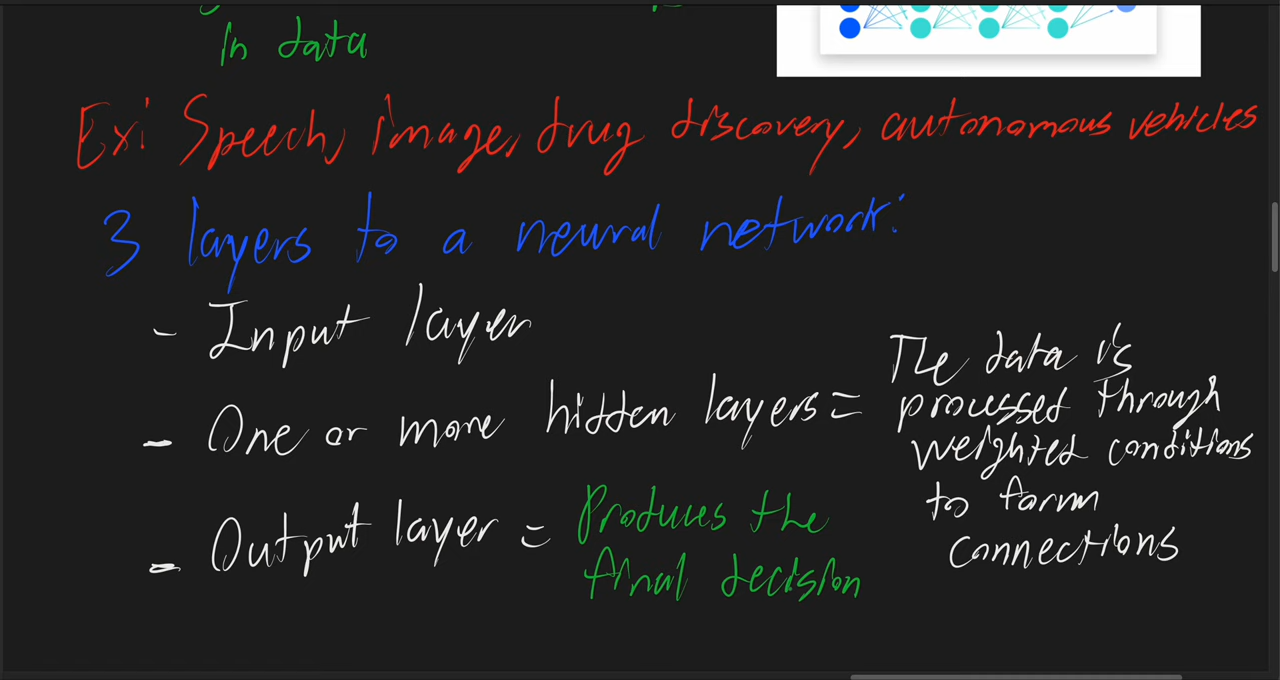 In data
Ex: Speech, image, drug discovery, autonomous vehicles
3 layers to a neural network:
- Input layer
- One or more hidden layers =
The data is
processed through
weighted conditions
to form
connections
- Output layer =
Produces the
final decision